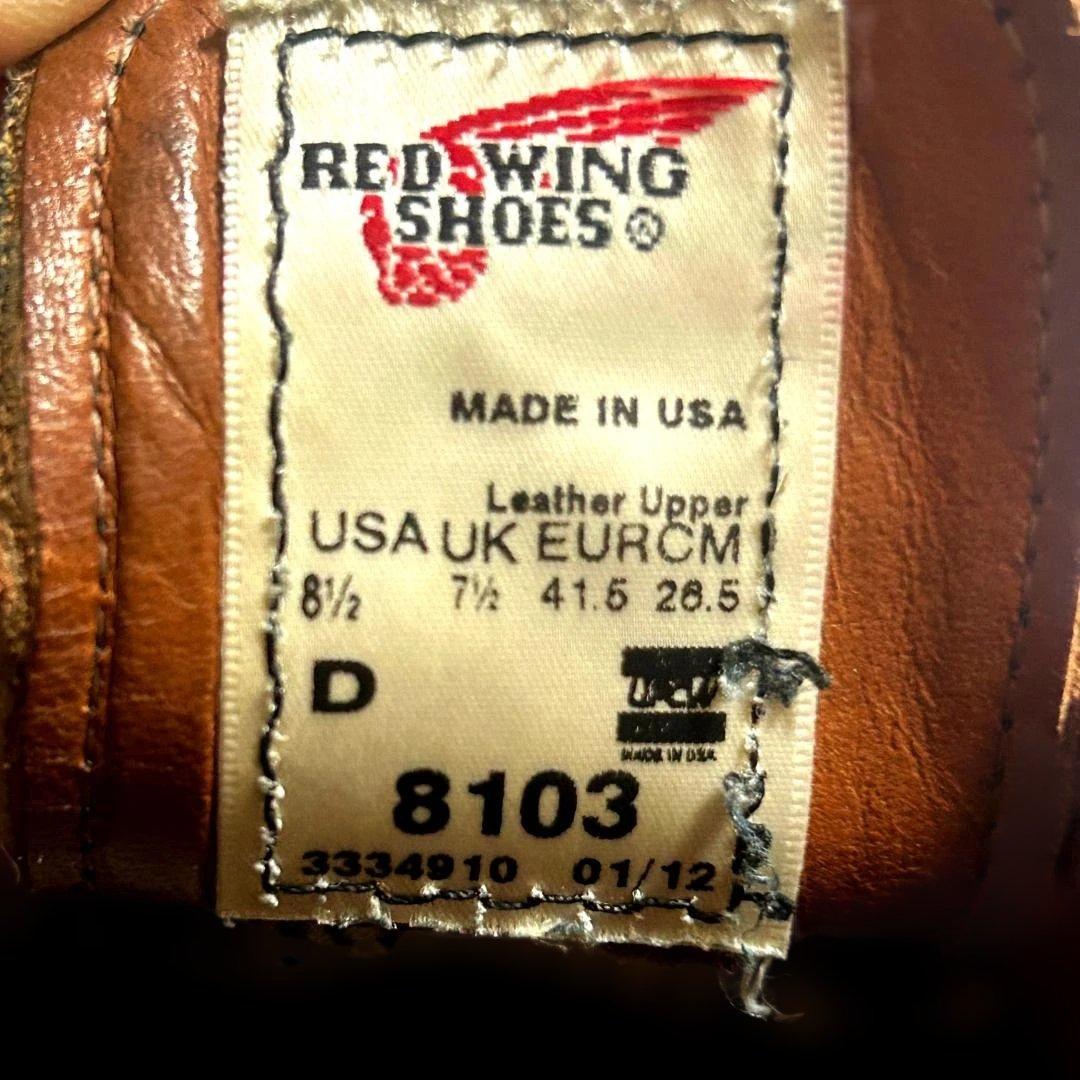 RED WING
SHOES®
MADE IN USA
Leather Upper
USA UK EUR CM
8½ 7½ 41.5 26.5
D
UFCW
MADE IN USA
8103
3334910 01/12